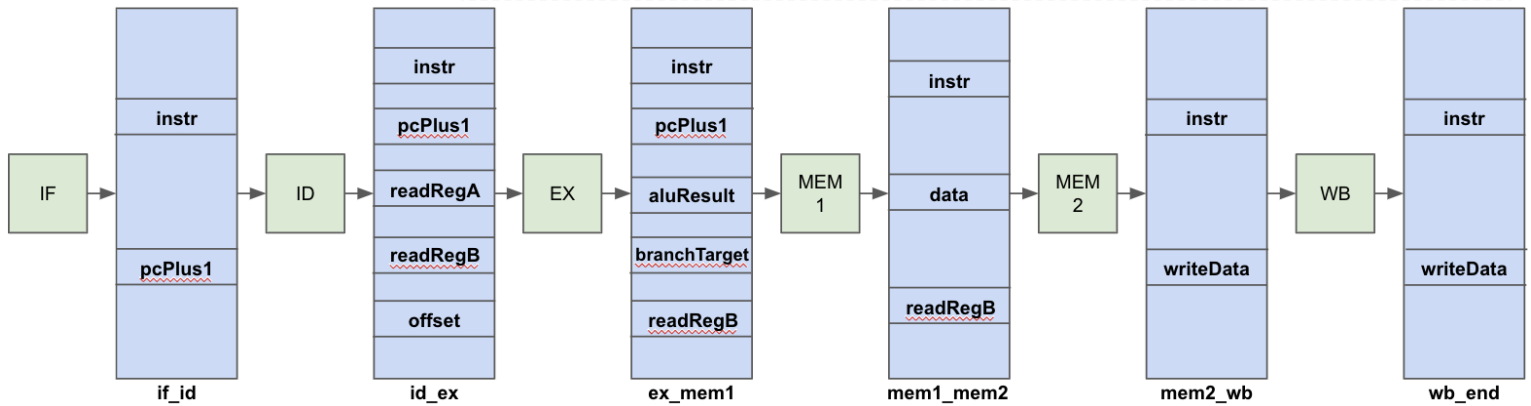 IF
instr
pcPlus1
if_id
ID
instr
pcPlus1
readRegA
readRegB
offset
id_ex
EX
instr
pcPlus1
aluResult
branchTarget
readRegB
ex_mem1
MEM
1
instr
data
readRegB
mem1_mem2
MEM
2
instr
writeData
mem2_wb
WB
instr
writeData
wb_end